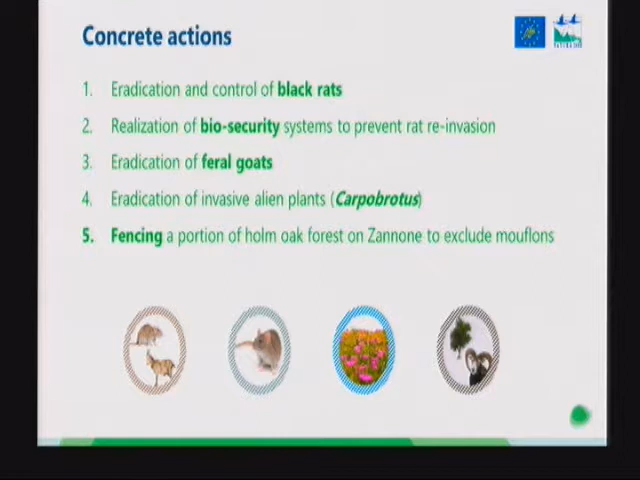 Concrete actions
1. Eradication and control of black rats
2. Realization of bio-security systems to prevent rat re-invasion
3. Eradication of feral goats
4. Eradication of invasive alien plants (Carpobrotus)
5. Fencing a portion of holm oak forest on Zannone to exclude mouflons